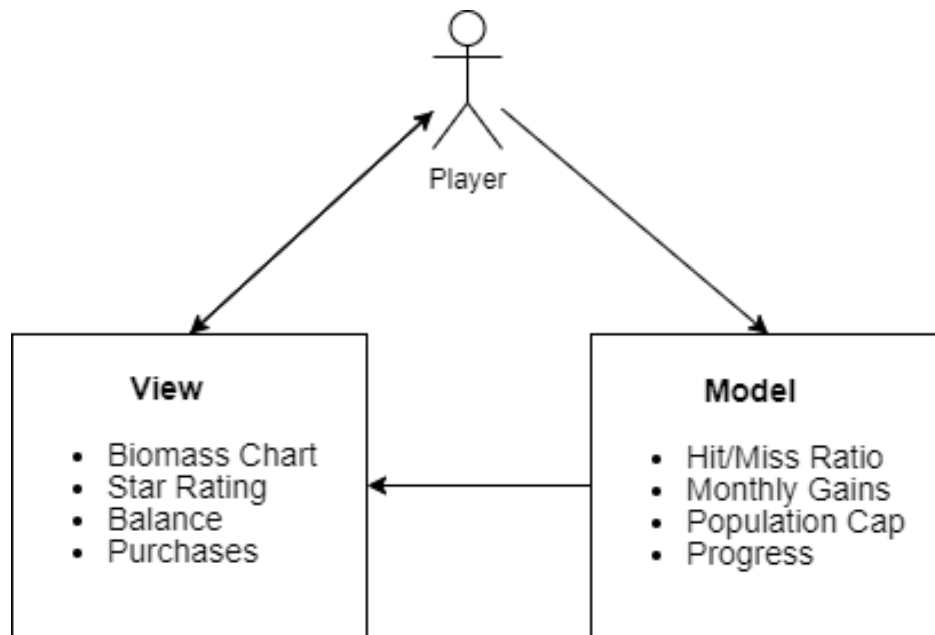 Player
View
Biomass Chart
Star Rating
Balance
Purchases
Model
Hit/Miss Ratio
Monthly Gains
Population Cap
Progress